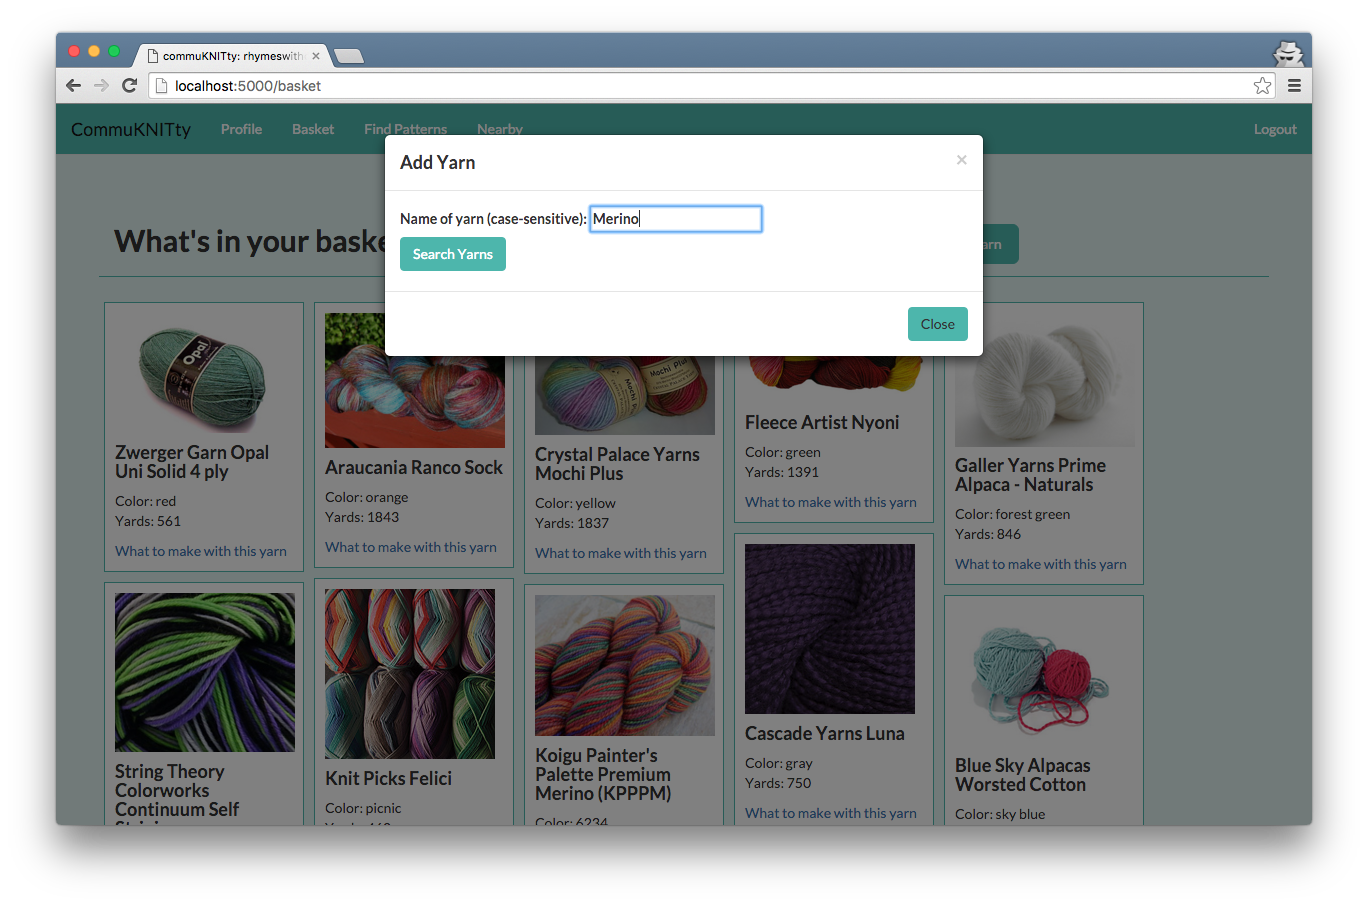 commuKNITty: rhymeswith
localhost:5000/basket
CommuKNITty Profile Basket Find Patterns Nearby Logout
Add Yarn ×
Name of yarn (case-sensitive): Merino
Search Yarns
Close
What's in your baske
arn
Opal
Zwerger Garn Opal
Uni Solid 4 ply
Color: red
Yards: 561
What to make with this yarn
Araucania Ranco Sock
Color: orange
Yards: 1843
What to make with this yarn
Mochi Plus
Mochi Plus
Crystal Palace Yarns
Mochi Plus
Color: yellow
Yards: 1837
What to make with this yarn
Fleece Artist Nyoni
Color: green
Yards: 1391
What to make with this yarn
Galler Yarns Prime
Alpaca - Naturals
Color: forest green
Yards: 846
What to make with this yarn
String Theory
Colorworks
Continuum Self
Knit Picks Felici
Color: picnic
Koigu Painter's
Palette Premium
Merino (KPPPM)
Color: 6234
Cascade Yarns Luna
Color: gray
Yards: 750
What to make with this yarn
Blue Sky Alpacas
Worsted Cotton
Color: sky blue